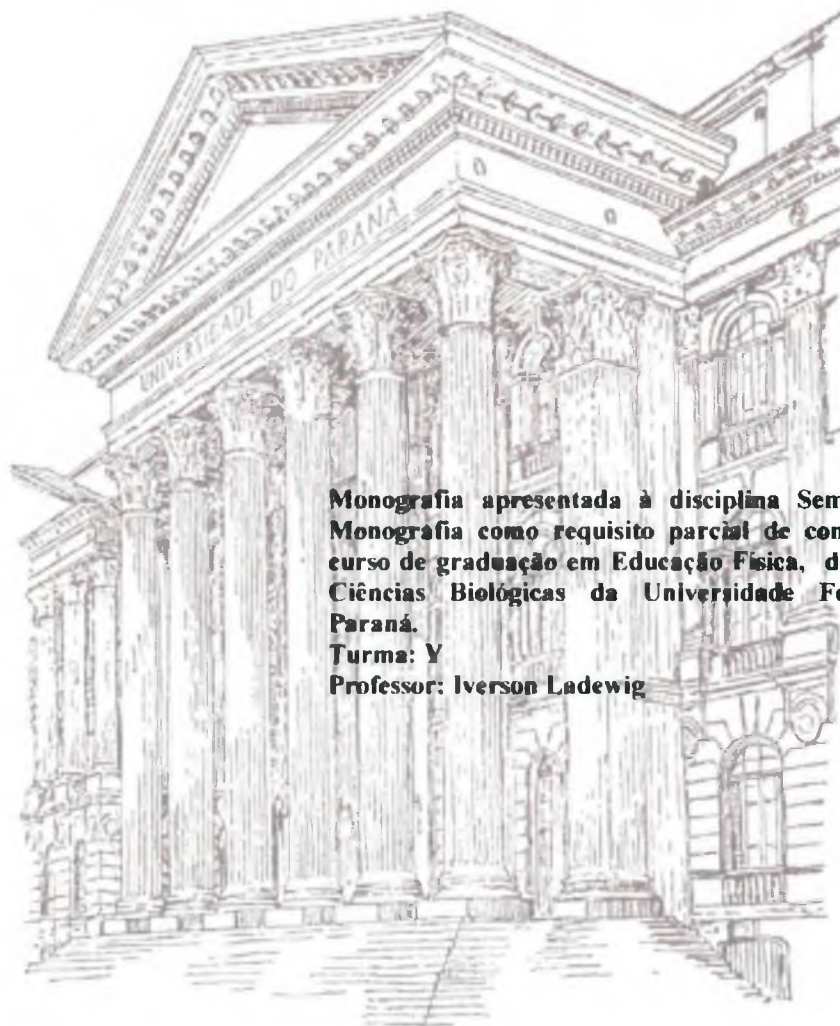 UNIVERSIDADE DO PARANÁ
Monografia apresentada à disciplina Sem
Monografia como requisito parcial de con
curso de graduação em Educação Física, d
Ciências Biológicas da Universidade Fe
Paraná.
Turma: Y
Professor: Iverson Ladewig